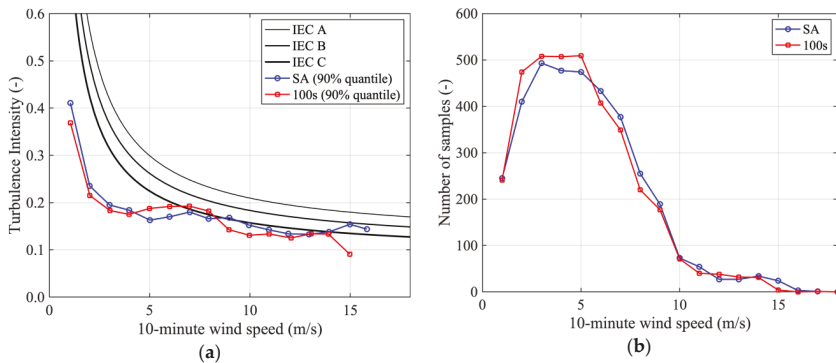 0.6
0.5
0.4
0.3
0.2
0.1
0.0
Turbulence Intensity (-)
IEC A
IEC B
IEC C
SA (90% quantile)
100s (90% quantile)
0 5 10 15
10-minute wind speed (m/s)
(a)
600
500
400
300
200
100
0
Number of samples (-)
SA
100s
0 5 10 15
10-minute wind speed (m/s)
(b)